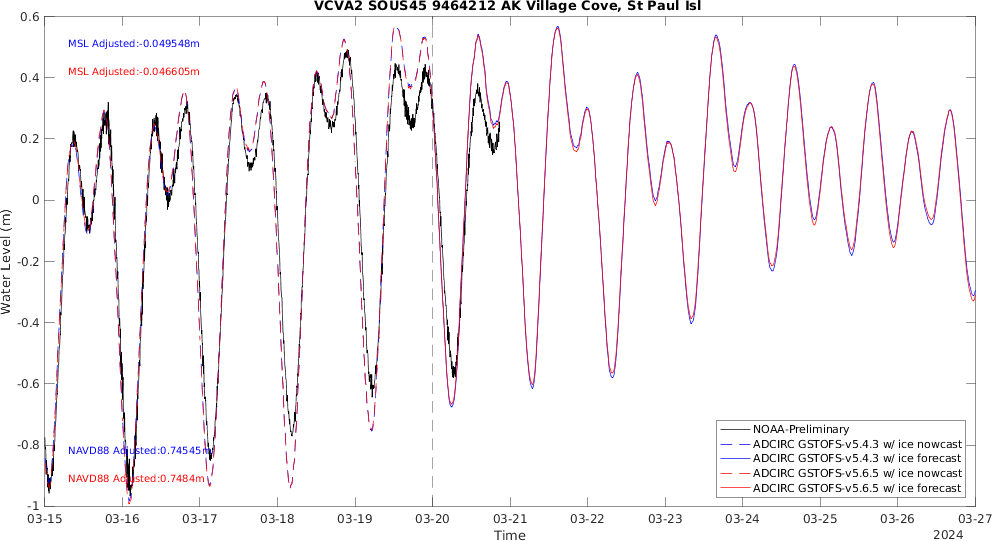 VCVA2 SOUS45 9464212 AK Village Cove, St Paul Isl
MSL Adjusted:-0.049548m
MSL Adjusted:-0.046605m
NAVD88 Adjusted:0.74545m
NAVD88 Adjusted:0.7484m
Water Level (m)
0.6
0.4
0.2
0
-0.2
-0.4
-0.6
-0.8
-1
NOAA-Preliminary
ADCIRC GSTOFS-v5.4.3 w/ ice nowcast
ADCIRC GSTOFS-v5.4.3 w/ ice forecast
ADCIRC GSTOFS-v5.6.5 w/ ice nowcast
ADCIRC GSTOFS-v5.6.5 w/ ice forecast
03-15 03-16 03-17 03-18 03-19 03-20 03-21 03-22 03-23 03-24 03-25 03-26 03-27
Time
2024